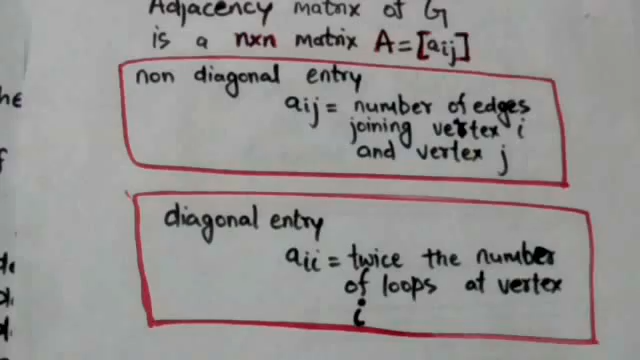 Adjacency matrix of G
is a nxn matrix A = [aij]
non diagonal entry
aij = number of edges
joining vertex i
and vertex j
diagonal entry
aii = twice the number
of loops at vertex
i